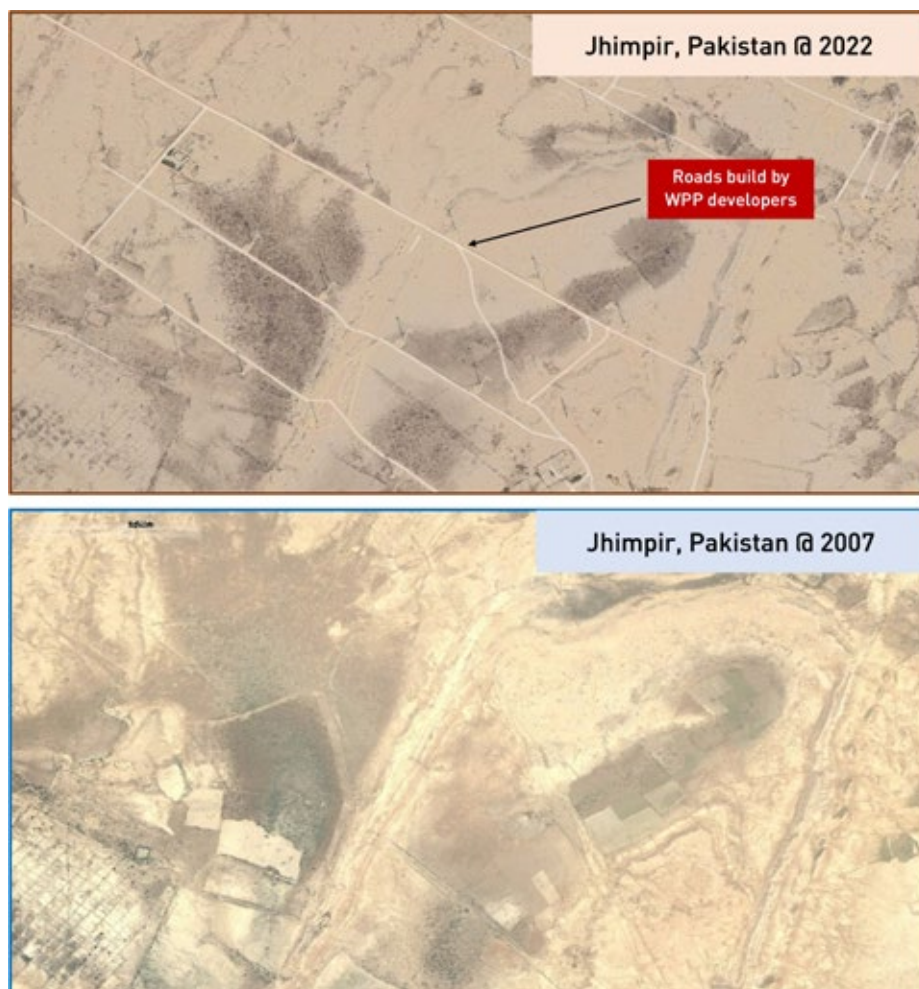 Jhimpir, Pakistan @ 2022
Roads build by
WPP developers
Jhimpir, Pakistan @ 2007